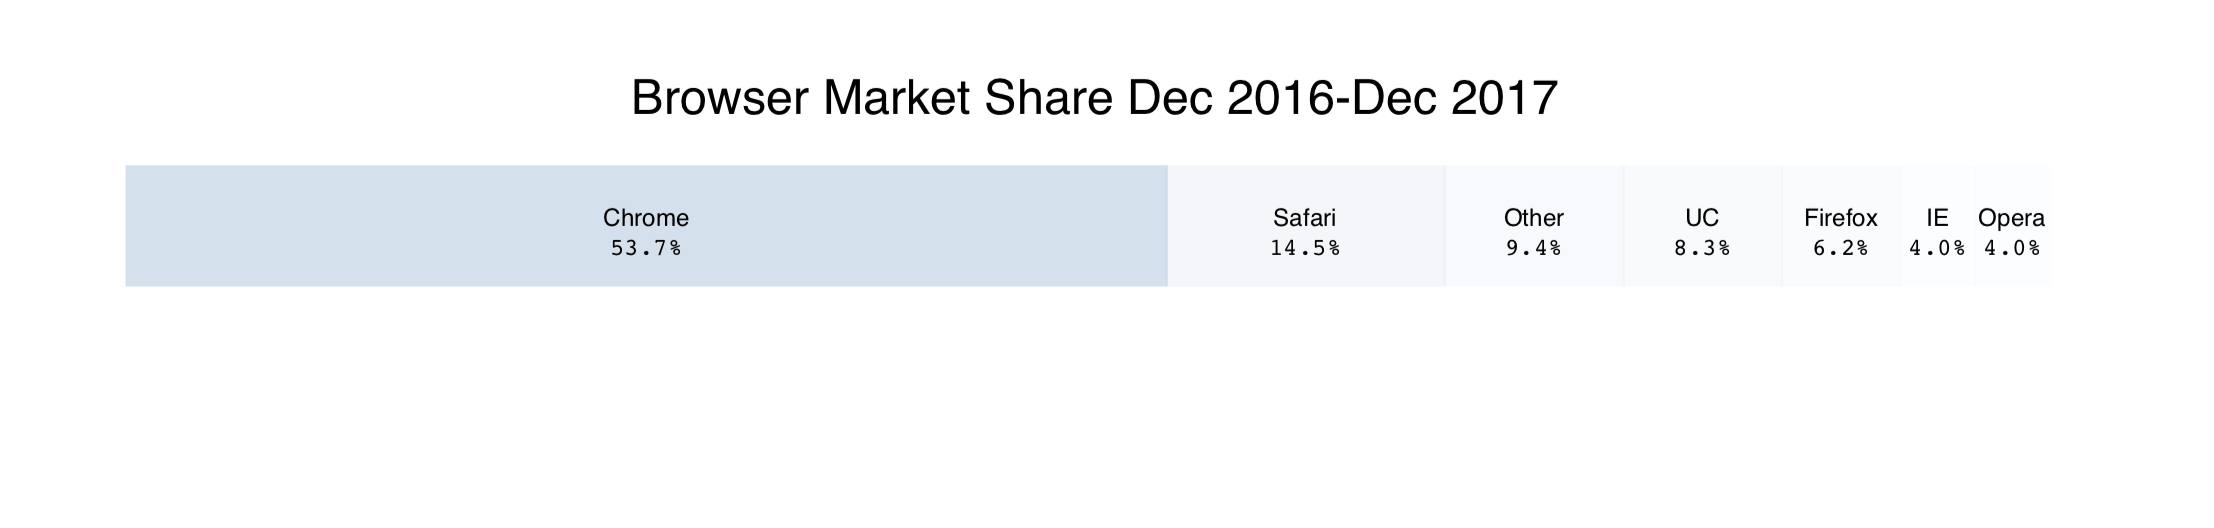 Browser Market Share Dec 2016-Dec 2017
Chrome Safari Other UC Firefox IE Opera
53.7% 14.5% 9.4% 8.3% 6.2% 4.0% 4.0%